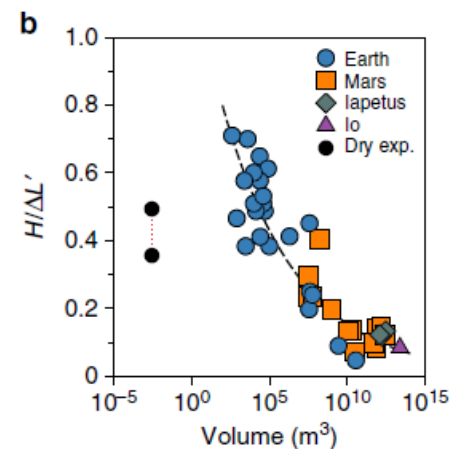 b
1.0
0.8
0.6
0.4
0.2
0
H/ΔL′
Earth
Mars
Iapetus
Io
Dry exp.
10⁻⁵ 10⁰ 10⁵ 10¹⁰ 10¹⁵
Volume (m³)